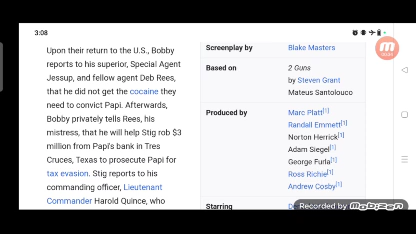 3:08
Upon their return to the U.S., Bobby
reports to his superior, Special Agent
Jessup, and fellow agent Deb Rees,
that he did not get the cocaine they
need to convict Papi. Afterwards,
Bobby privately tells Rees, his
mistress, that he will help Stig rob $3
million from Papi's bank in Tres
Cruces, Texas to prosecute Papi for
tax evasion. Stig reports to his
commanding officer, Lieutenant
Commander Harold Quince, who
Screenplay by
Blake Masters
Based on
2 Guns
by Steven Grant
Mateus Santolouco
Produced by
Marc Platt[1]
Randall Emmett[1]
Norton Herrick[1]
Adam Siegel[1]
George Furla[1]
Ross Richie[1]
Andrew Cosby[1]
Starring
Recorded by mobizen